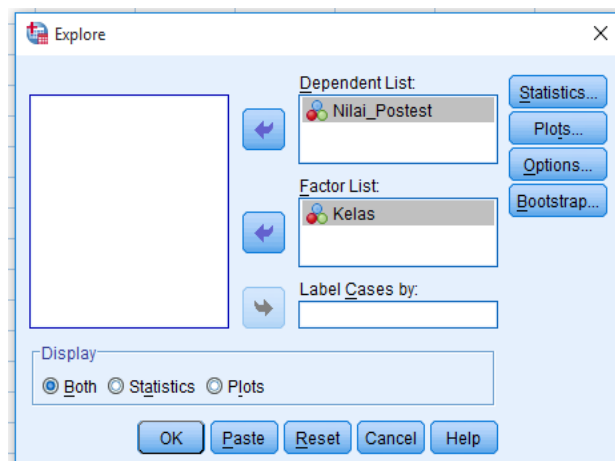 Explore
Dependent List:
Nilai_Postest
Factor List:
Kelas
Label Cases by:
Statistics...
Plots...
Options...
Bootstrap...
Display
Both Statistics Plots
OK Paste Reset Cancel Help